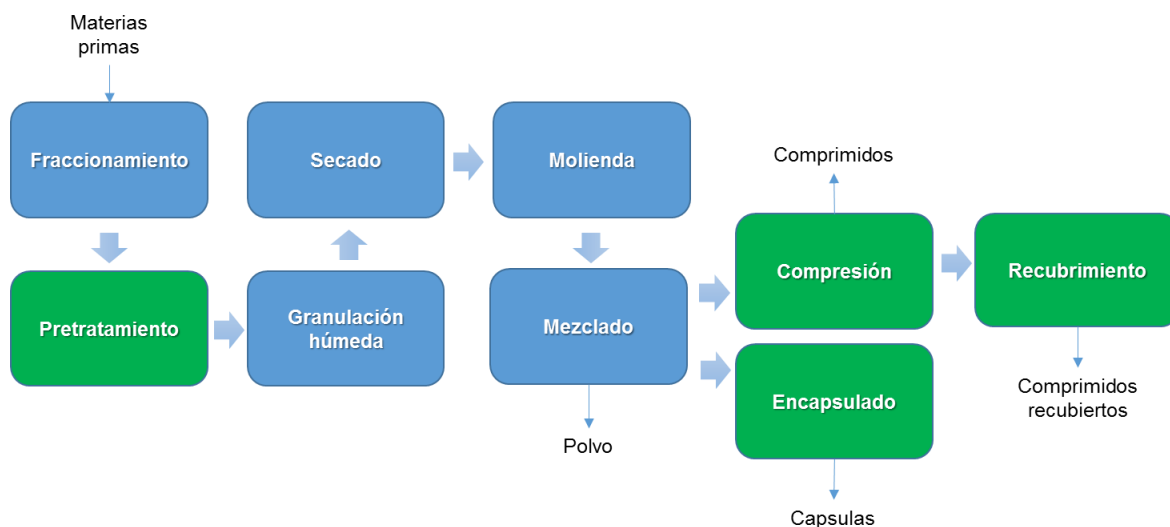 Materias
primas
Fraccionamiento
Secado
Molienda
Comprimidos
Pretratamiento
Granulación
húmeda
Mezclado
Compresión
Recubrimiento
Encapsulado
Polvo
Comprimidos
recubiertos
Capsulas